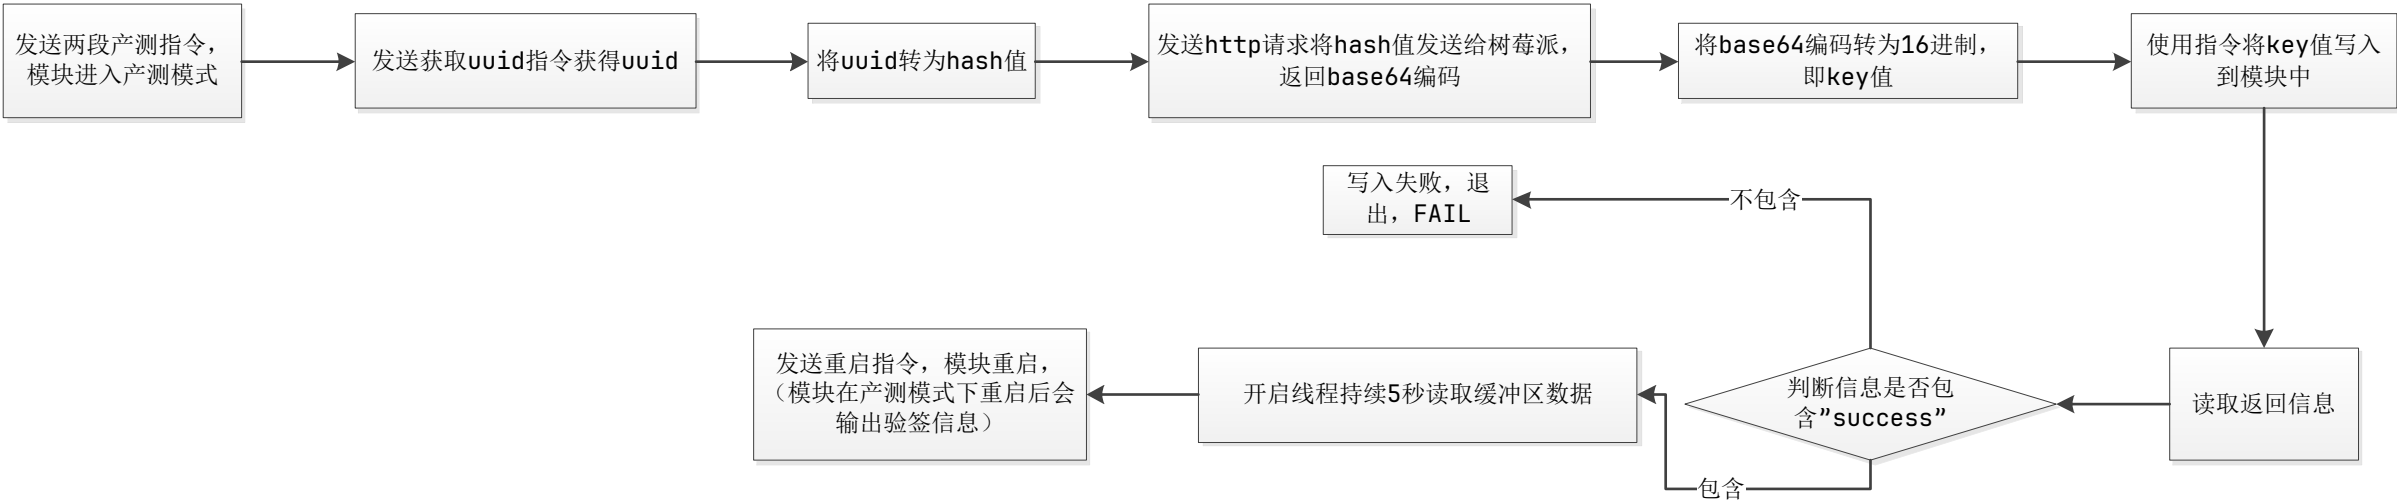 发送两段产测指令，
模块进入产测模式
发送获取uuid指令获得uuid
将uuid转为hash值
发送http请求将hash值发送给树莓派，
返回base64编码
将base64编码转为16进制，
即key值
使用指令将key值写入
到模块中
写入失败，退
出，FAIL
不包含
发送重启指令，模块重启，
（模块在产测模式下重启后会
输出验签信息）
开启线程持续5秒读取缓冲区数据
判断信息是否包
含”success”
读取返回信息
包含